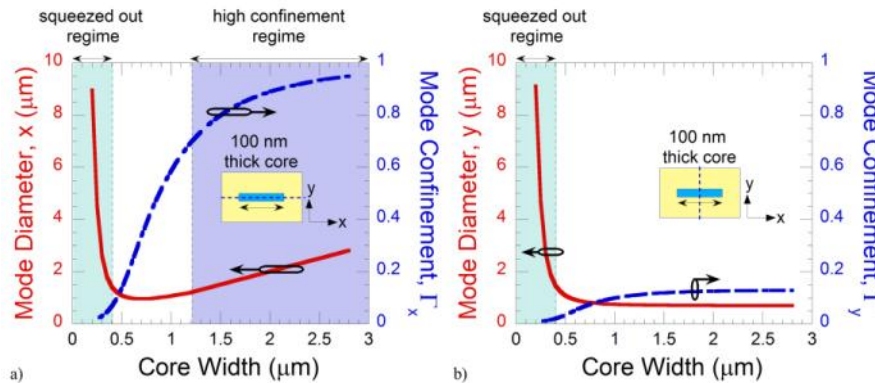 squeezed out
regime
high confinement
regime
10
8
6
4
2
0
Mode Diameter, x (μm)
1
0.8
0.6
0.4
0.2
0
Mode Confinement, Γx
100 nm
thick core
y
x
0
0.5
1
1.5
2
2.5
3
Core Width (μm)
a)
squeezed out
regime
10
8
6
4
2
0
Mode Diameter, y (μm)
1
0.8
0.6
0.4
0.2
0
Mode Confinement, Γy
100 nm
thick core
y
x
0
0.5
1
1.5
2
2.5
3
Core Width (μm)
b)